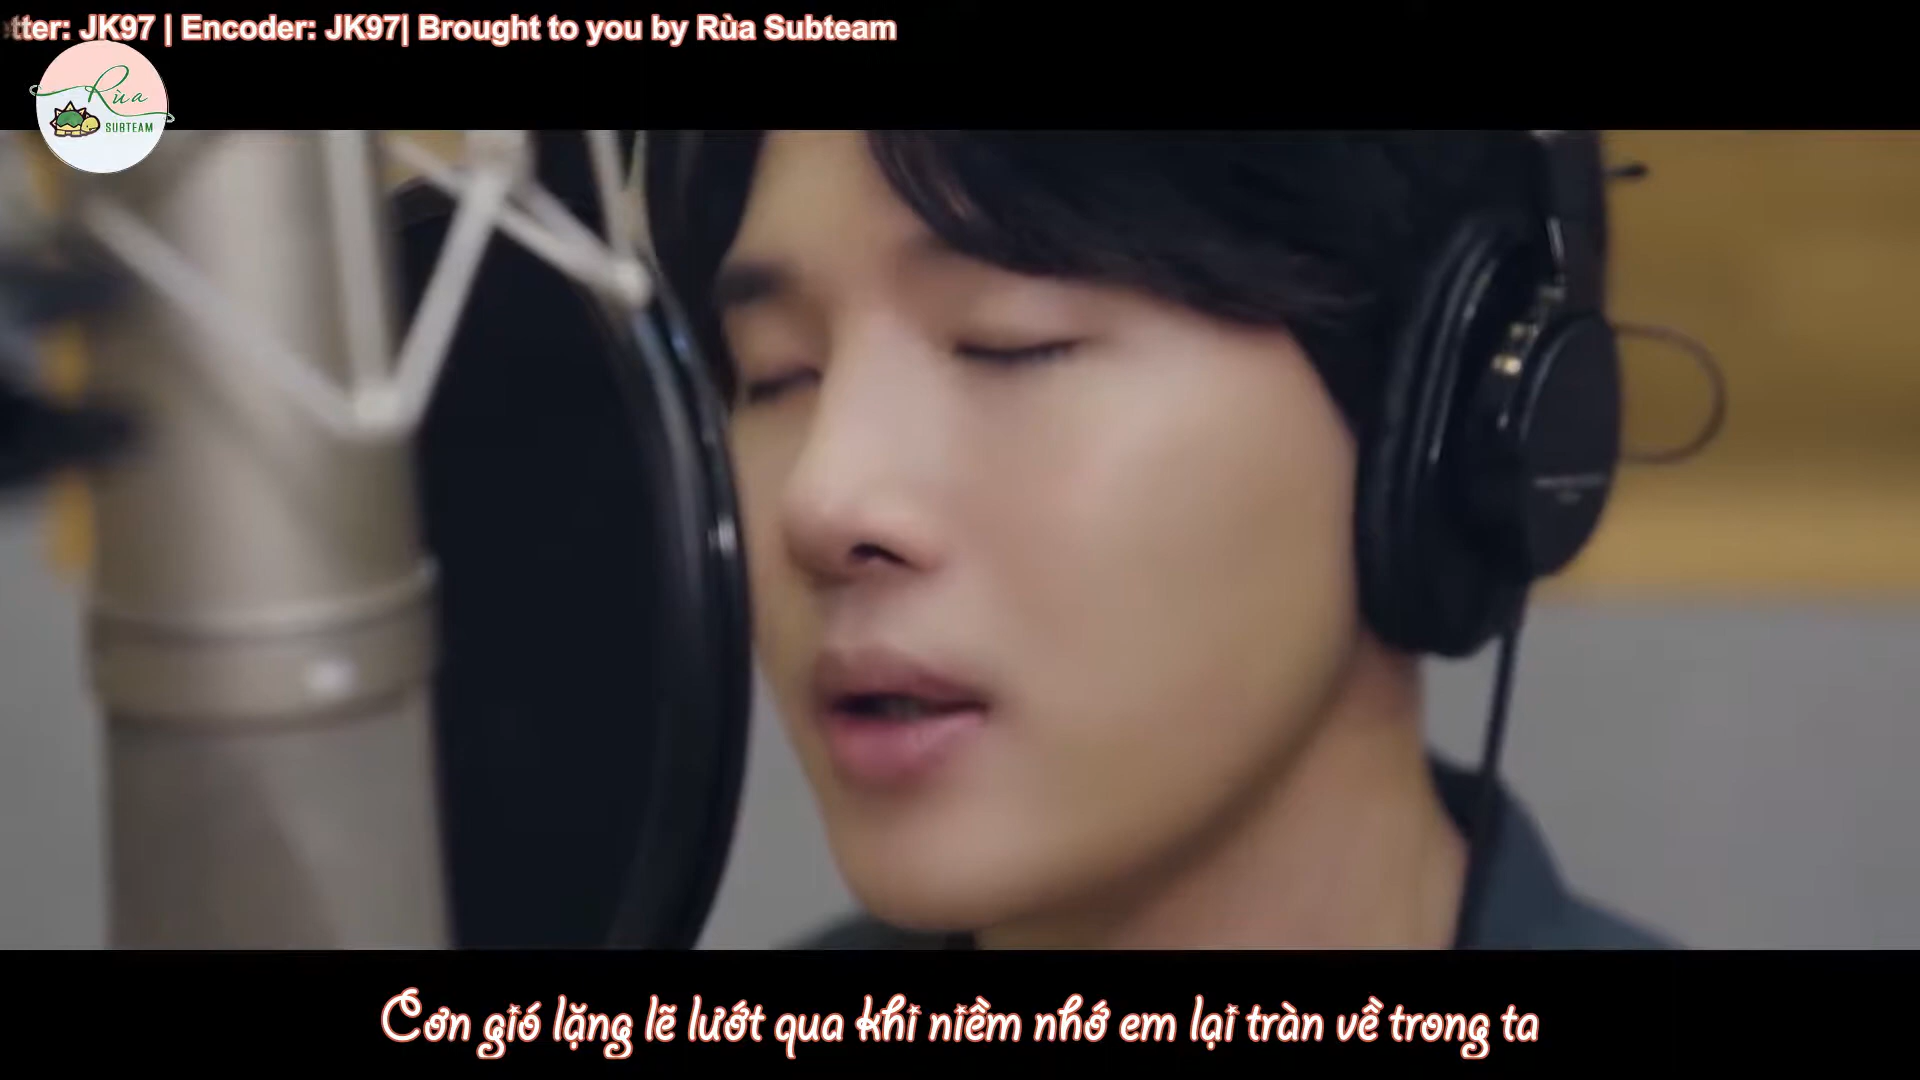 tter: JK97 | Encoder: JK97| Brought to you by Rùa Subteam
Rùa
SUBTEAM
Cơn gió lặng lẽ lướt qua khi niềm nhớ em lại tràn về trong ta